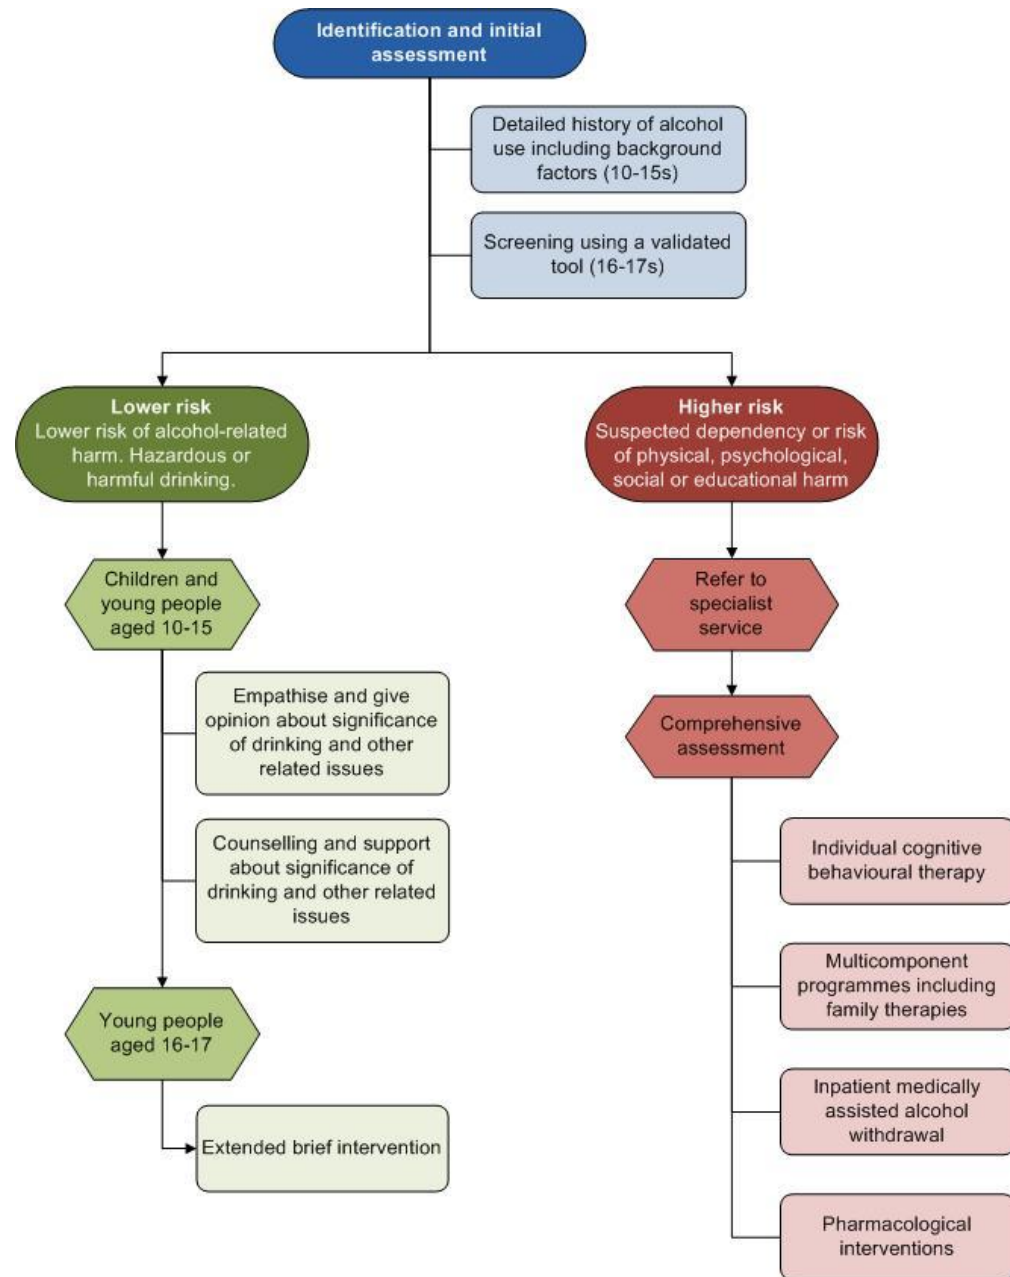 Identification and initial
assessment
Detailed history of alcohol
use including background
factors (10-15s)
Screening using a validated
tool (16-17s)
Lower risk
Lower risk of alcohol-related
harm. Hazardous or
harmful drinking.
Higher risk
Suspected dependency or risk
of physical, psychological,
social or educational harm
Children and
young people
aged 10-15
Empathise and give
opinion about significance
of drinking and other
related issues
Counselling and support
about significance of
drinking and other related
issues
Young people
aged 16-17
Extended brief intervention
Refer to
specialist
service
Comprehensive
assessment
Individual cognitive
behavioural therapy
Multicomponent
programmes including
family therapies
Inpatient medically
assisted alcohol
withdrawal
Pharmacological
interventions